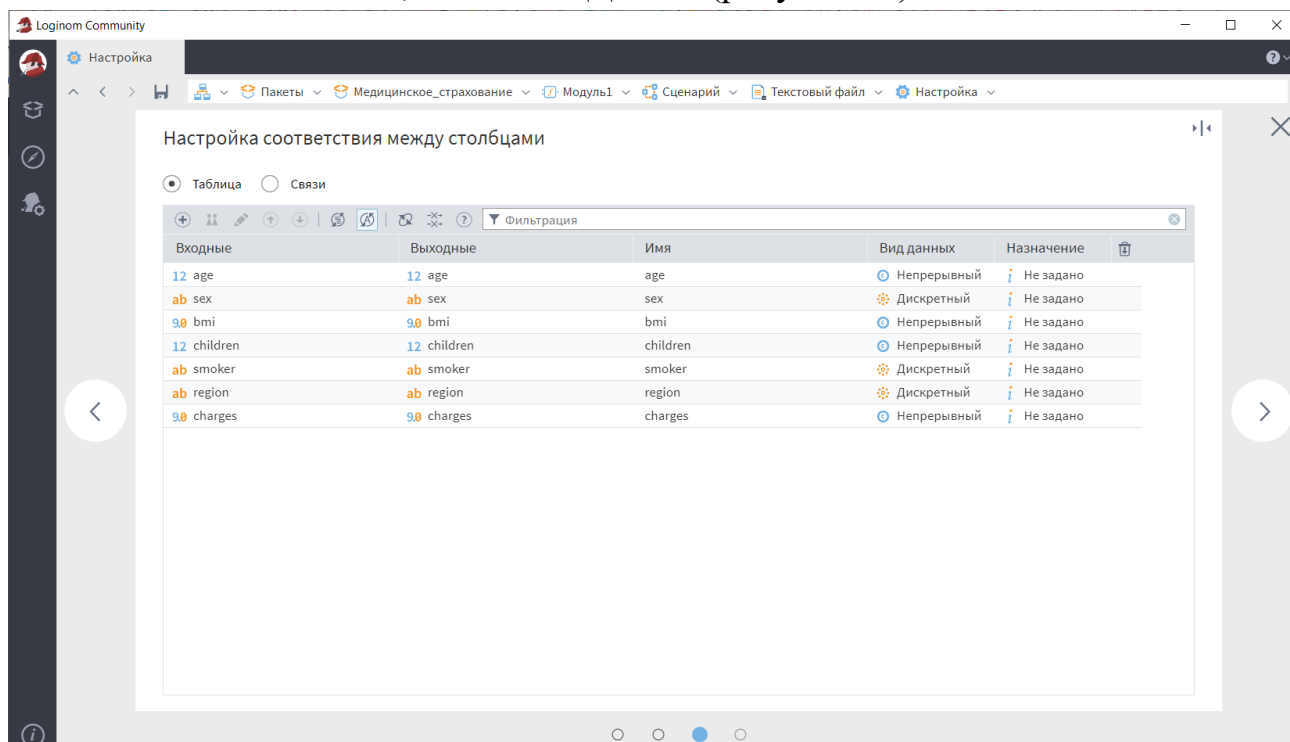 Loginom Community
Настройка
Пакеты Медицинское_страхование Модуль1 Сценарий Текстовый файл Настройка
Настройка соответствия между столбцами
Таблица Связи
Фильтрация
Входные Выходные Имя Вид данных Назначение
12 age 12 age age Непрерывный Не задано
ab sex ab sex sex Дискретный Не задано
9.0 bmi 9.0 bmi bmi Непрерывный Не задано
12 children 12 children children Непрерывный Не задано
ab smoker ab smoker smoker Дискретный Не задано
ab region ab region region Дискретный Не задано
9.0 charges 9.0 charges charges Непрерывный Не задано